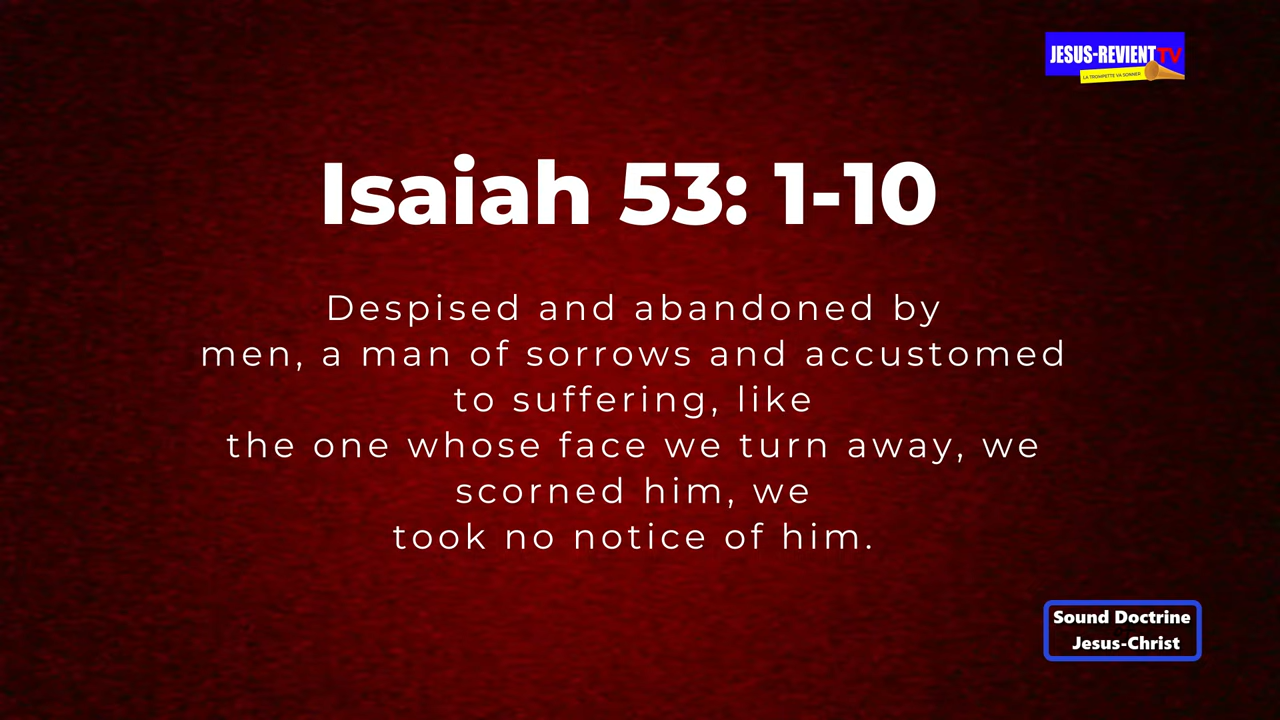 JESUS-REVIENT TV
LA TROMPETTE VA SONNER
Isaiah 53: 1-10
Despised and abandoned by
men, a man of sorrows and accustomed
to suffering, like
the one whose face we turn away, we
scorned him, we
took no notice of him.
Sound Doctrine
Jesus-Christ